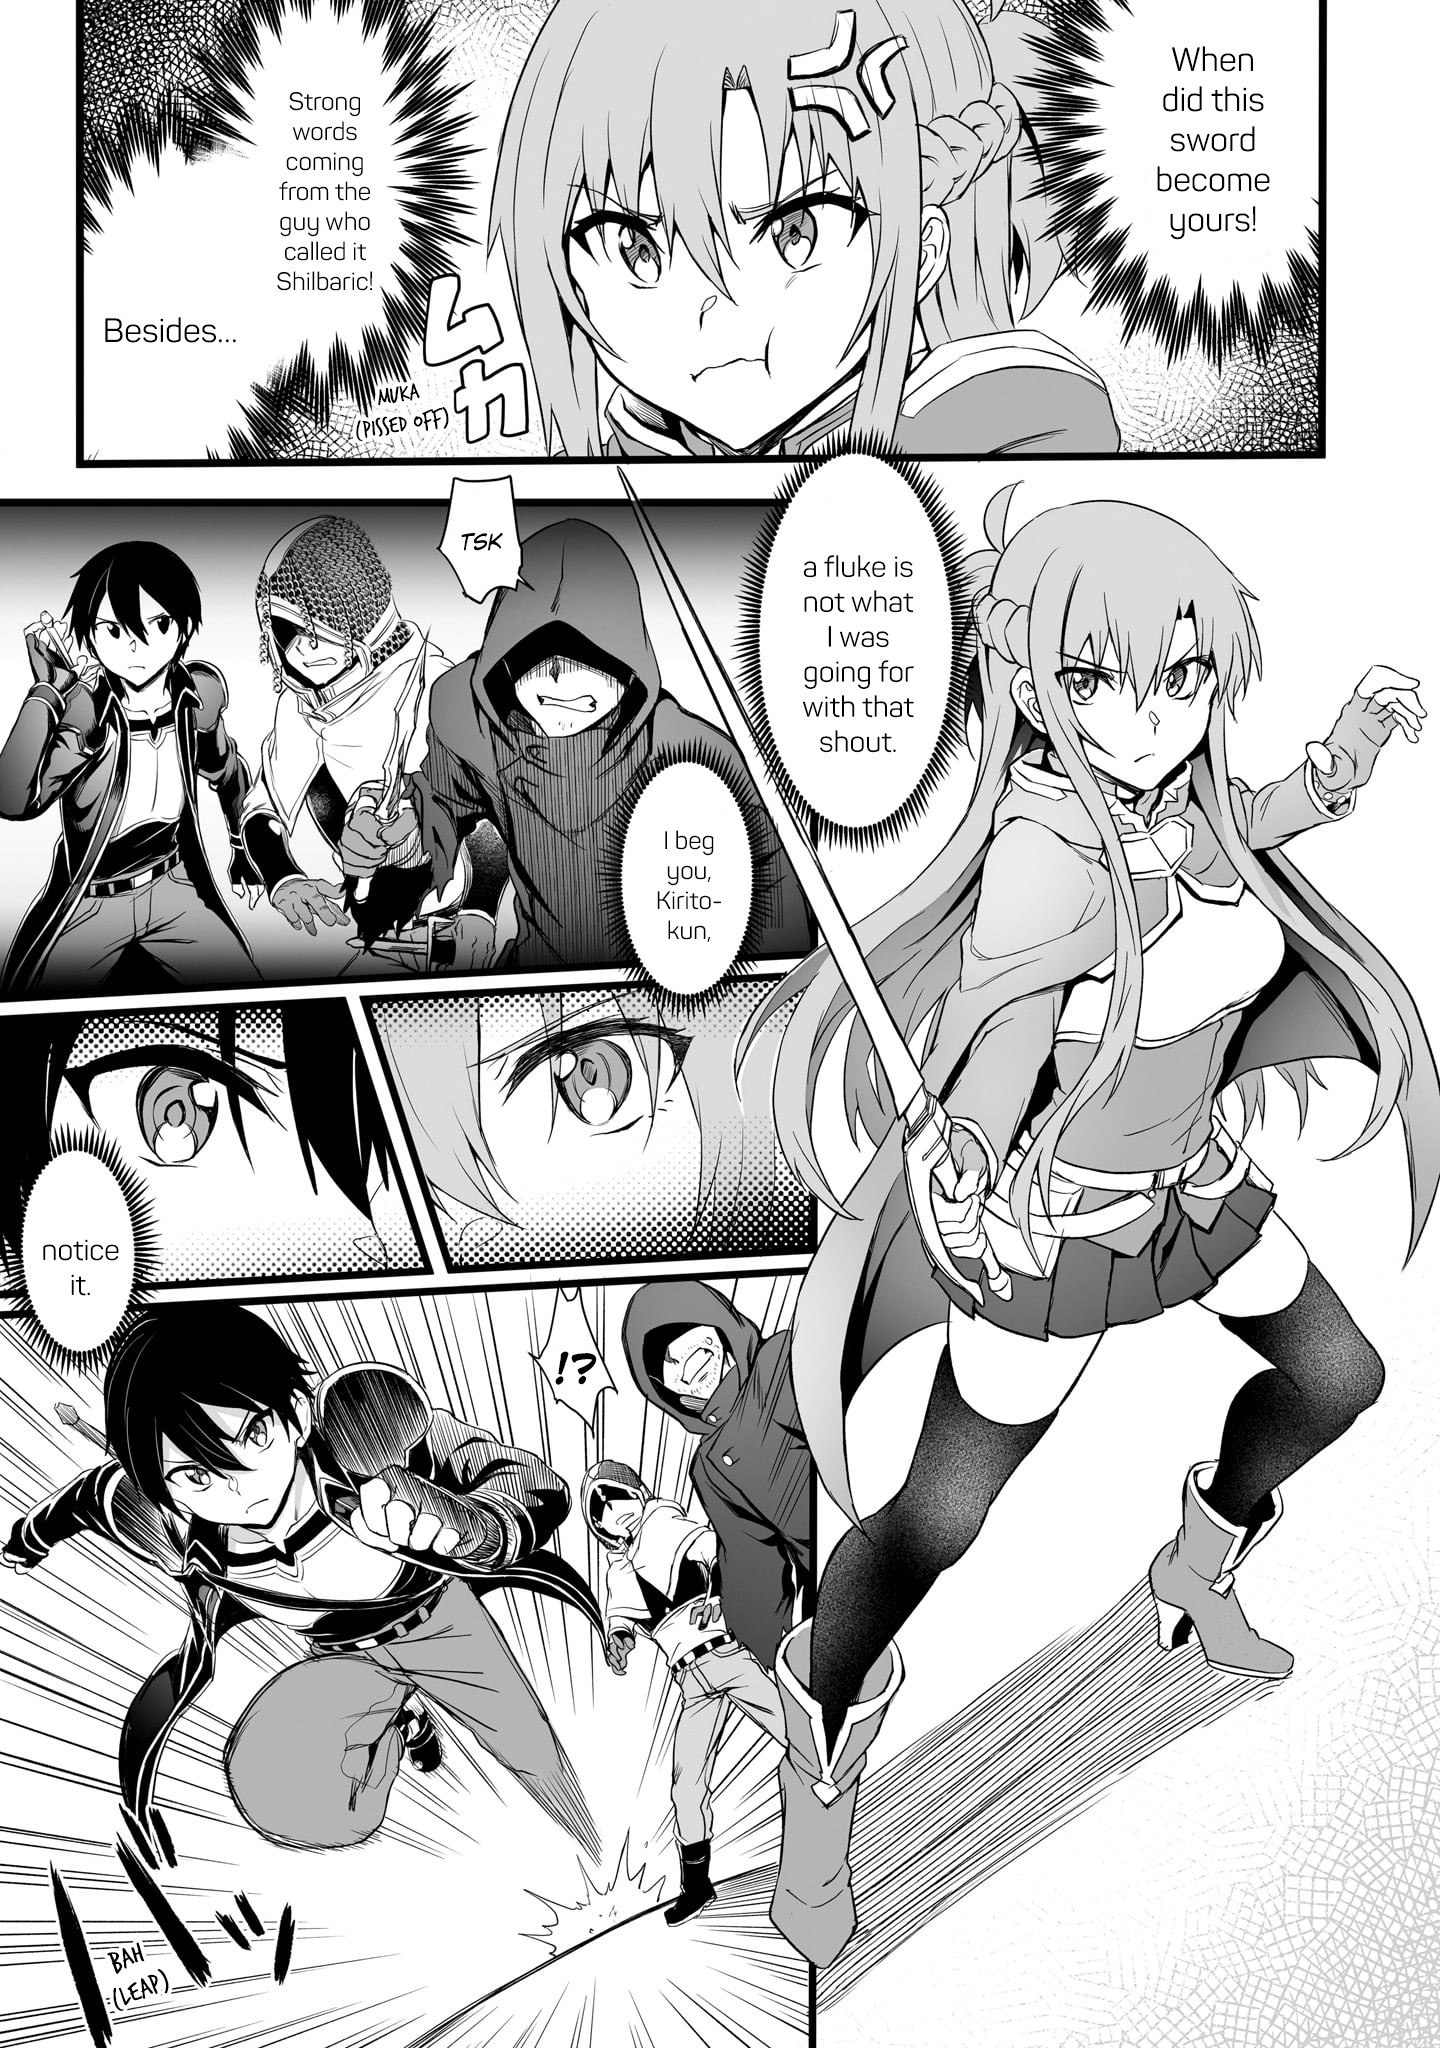 When
did this
sword
become
yours!
Strong
words
coming
from the
guy who
called it
Shilbaric!
Besides...
ムカ
MUKA
(PISSED OFF)
a fluke is
not what
I was
going for
with that
shout.
TSK
I beg
you,
Kirito-
kun,
notice
it.
!?
バッ
BAH
(LEAP)